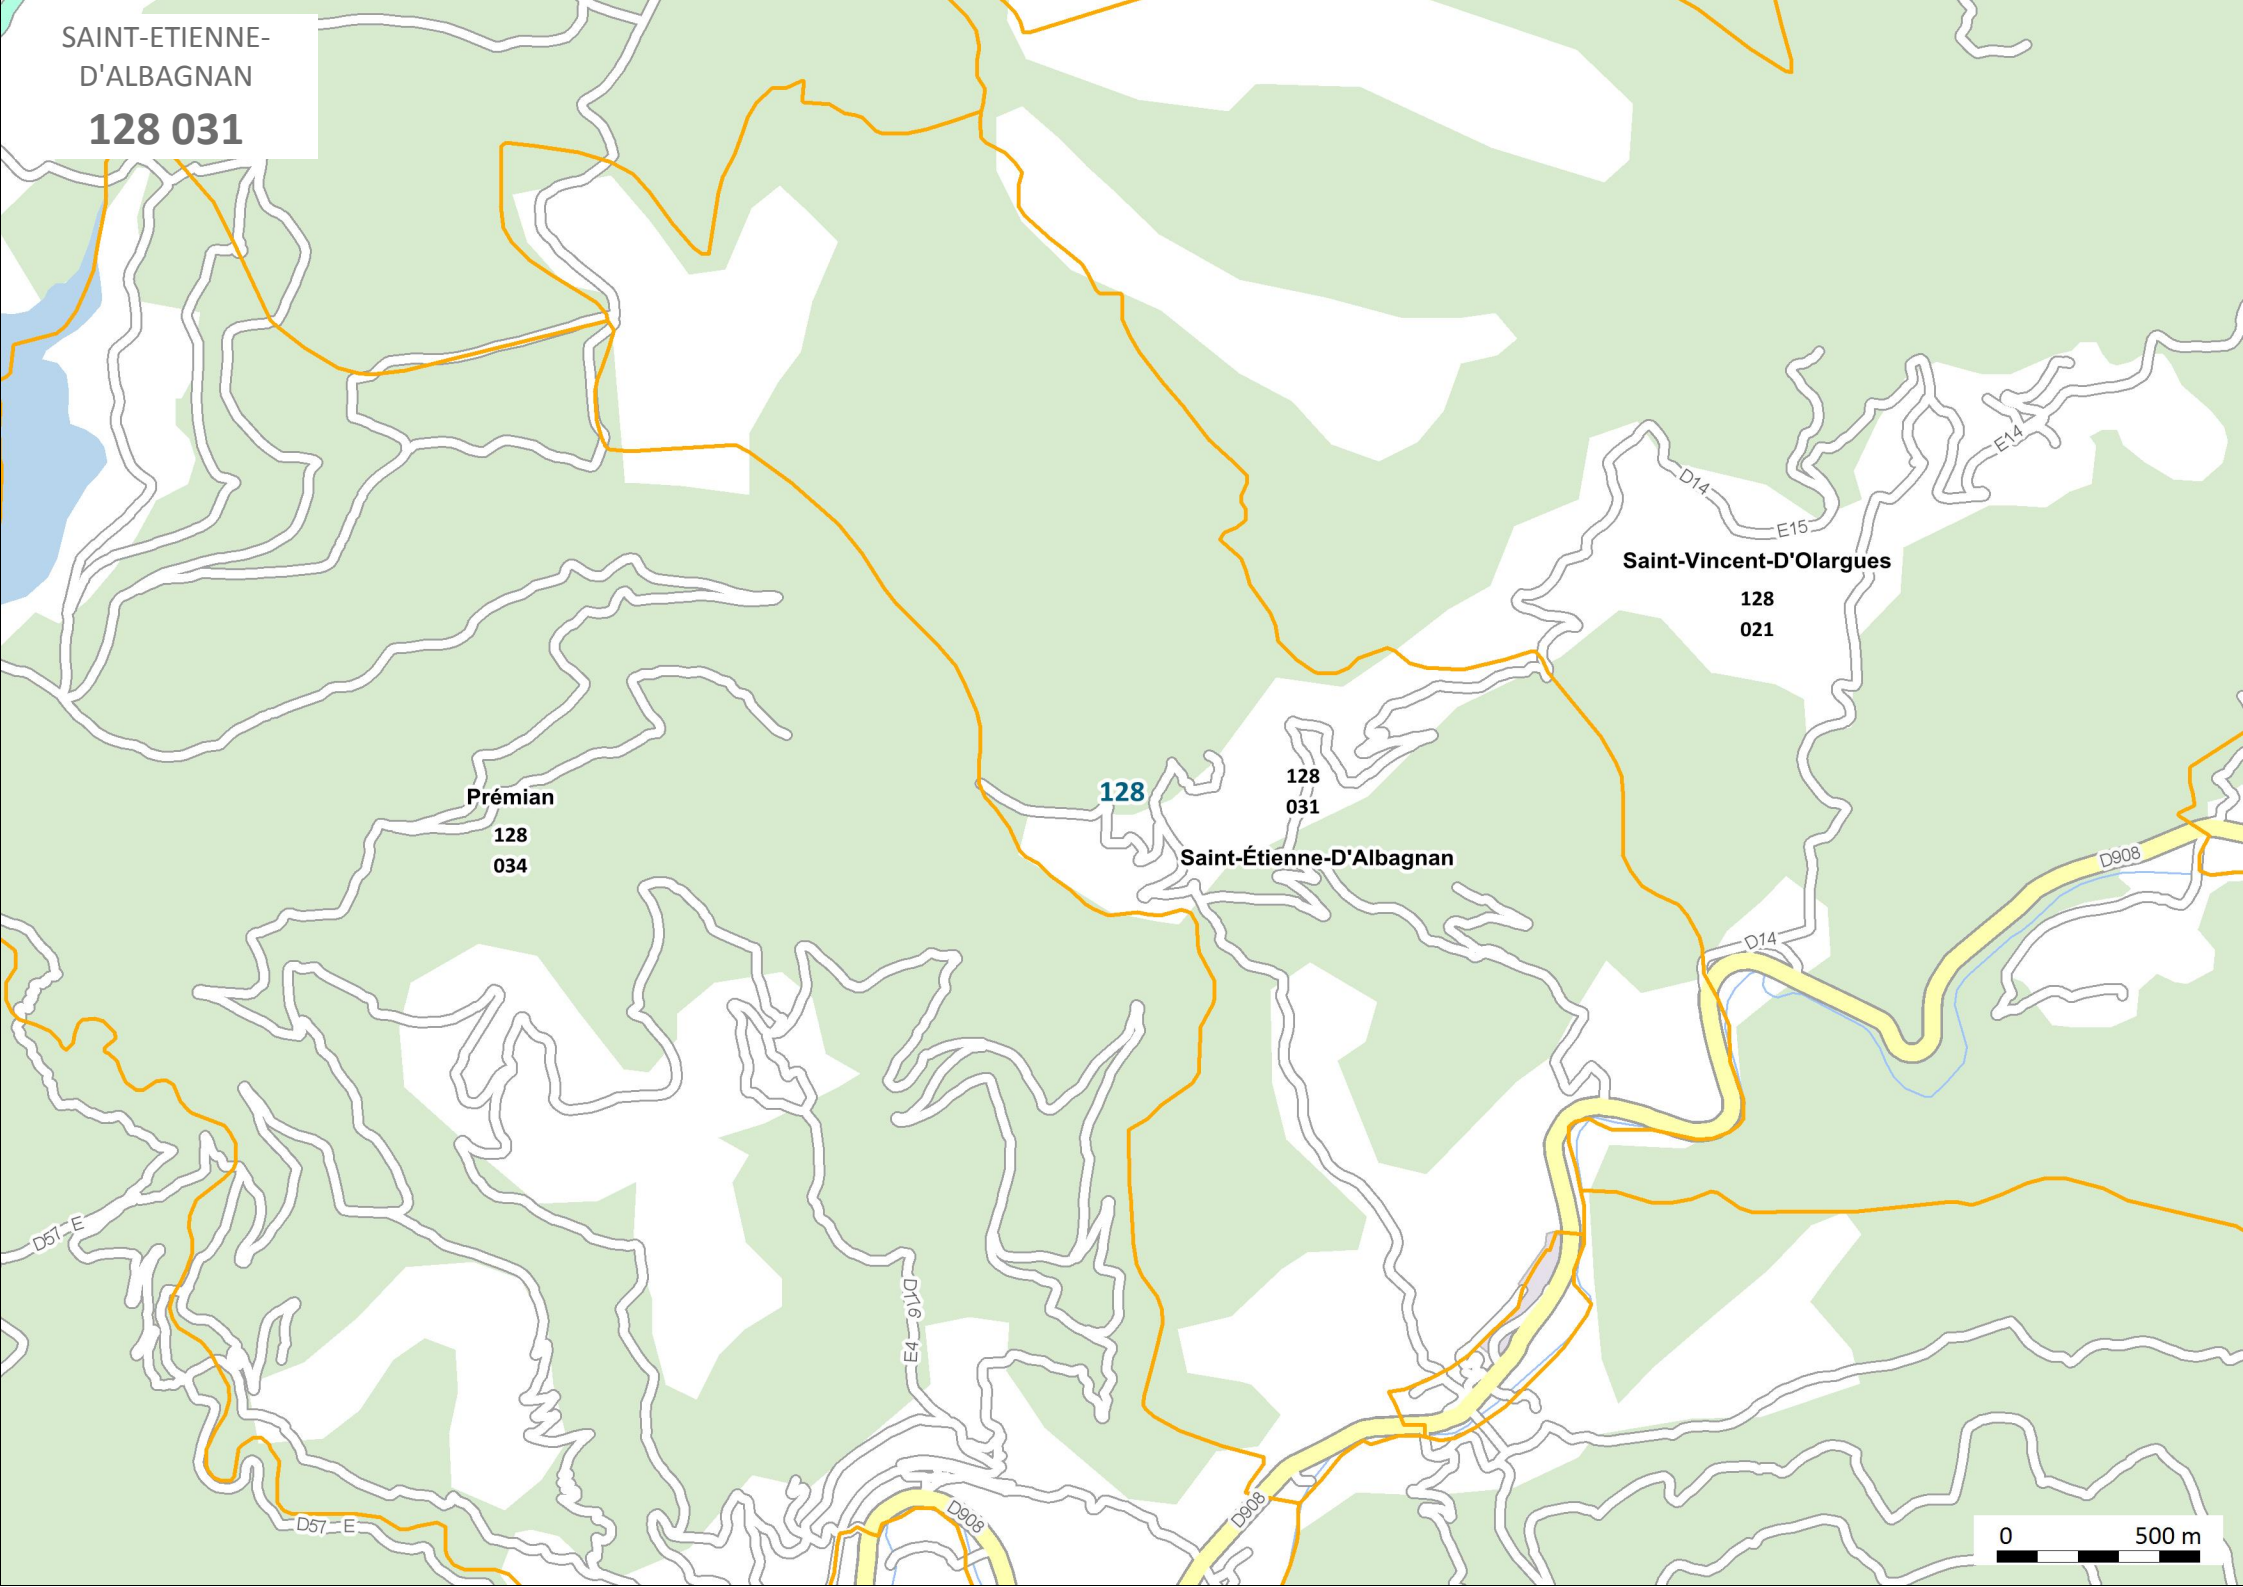 SAINT-ETIENNE-
D'ALBAGNAN
128 031
D14
E14
E15
Saint-Vincent-D'Olargues
128
021
128
128
031
Saint-Étienne-D'Albagnan
Prémian
128
034
D908
D14
D57 E
D116
E4
D908
D908
D57 E
0 500 m